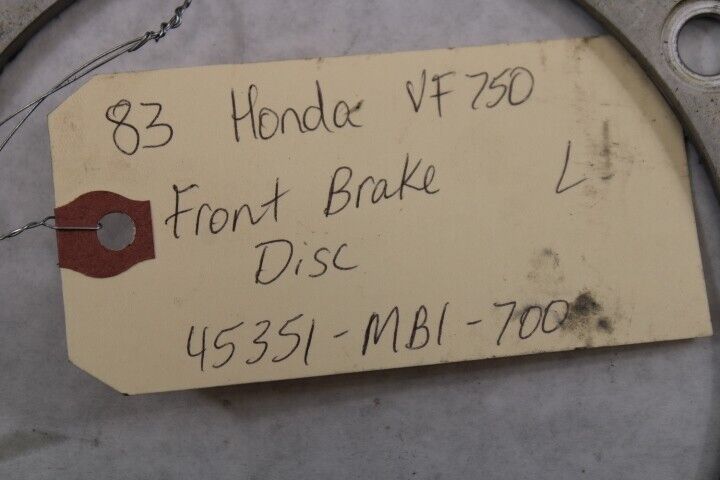 83 Honda VF750
Front Brake L
Disc
45351-MB1-700